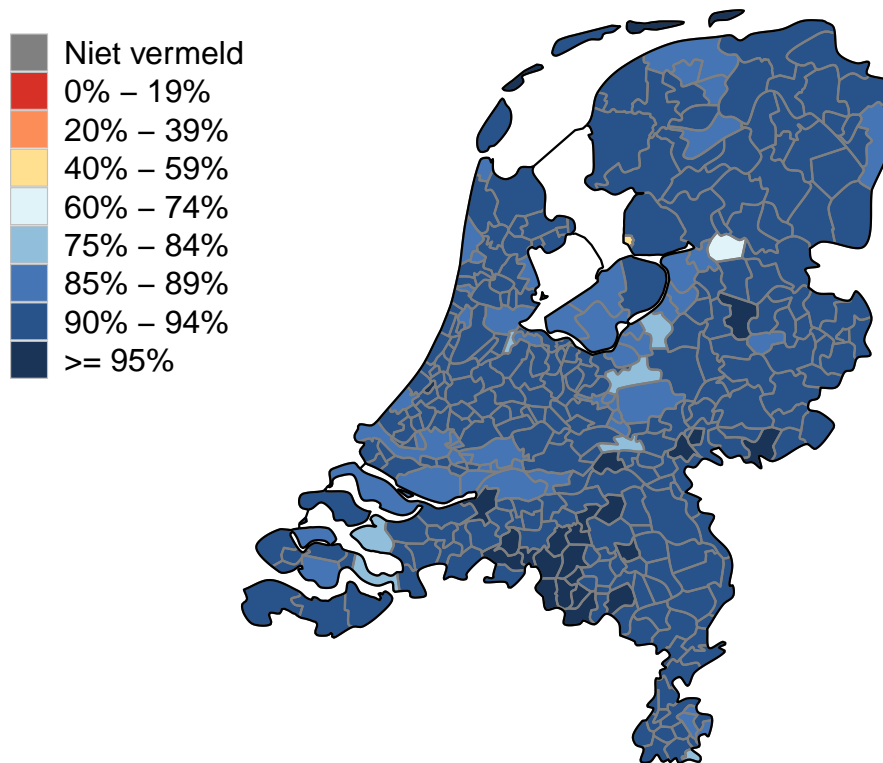 Niet vermeld
0% – 19%
20% – 39%
40% – 59%
60% – 74%
75% – 84%
85% – 89%
90% – 94%
>= 95%